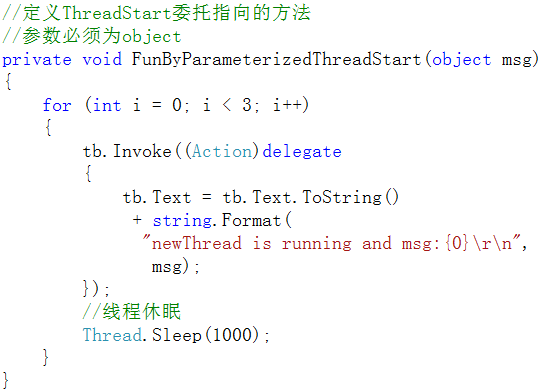 //定义ThreadStart委托指向的方法
//参数必须为object
private void FunByParameterizedThreadStart(object msg)
{
    for (int i = 0; i < 3; i++)
    {
        tb.Invoke((Action)delegate
        {
            tb.Text = tb.Text.ToString()
             + string.Format(
              "newThread is running and msg:{0}\r\n",
               msg);
        });
        //线程休眠
        Thread.Sleep(1000);
    }
}